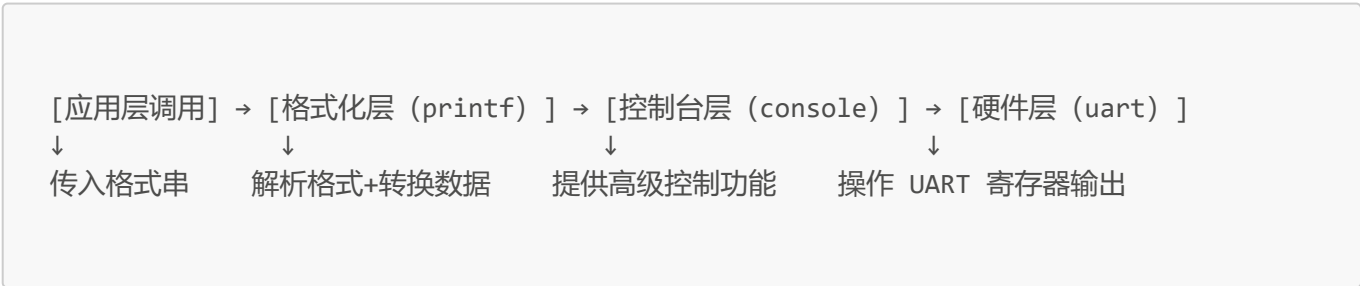 [应用层调用] → [格式化层（printf）] → [控制台层（console）] → [硬件层（uart）]
↓ ↓ ↓ ↓
传入格式串 解析格式+转换数据 提供高级控制功能 操作 UART 寄存器输出